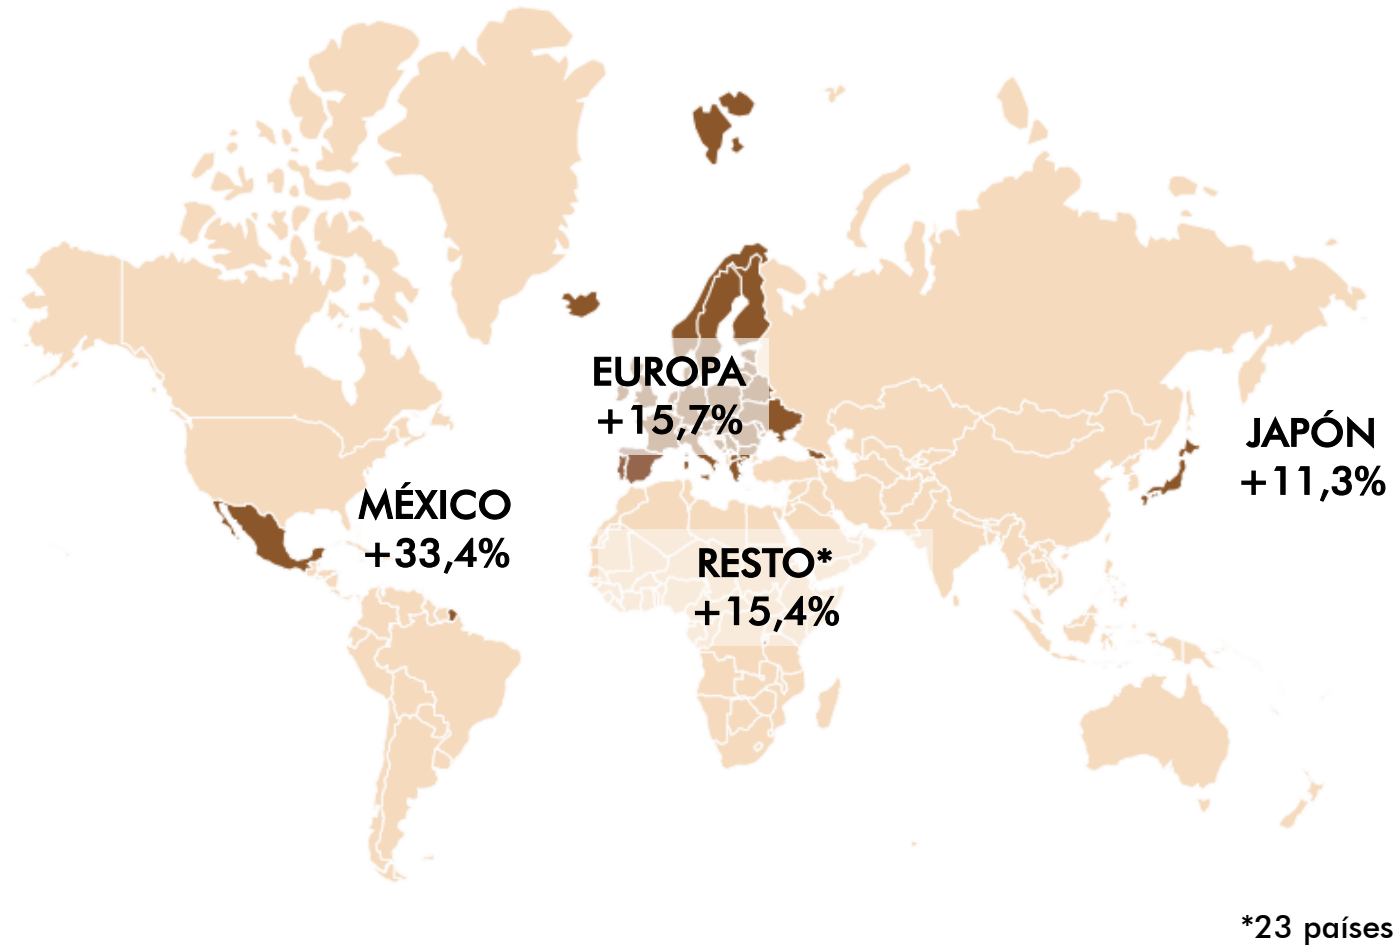 EUROPA
+15,7%
JAPÓN
+11,3%
MÉXICO
+33,4%
RESTO*
+15,4%
*23 países